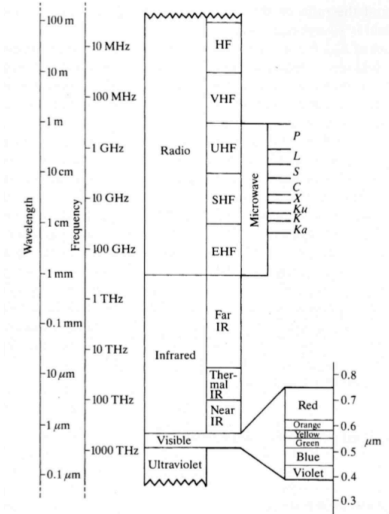 100 m
10 m
1 m
10 cm
1 cm
1 mm
0.1 mm
10 μm
1 μm
0.1 μm
Wavelength
10 MHz
100 MHz
1 GHz
10 GHz
100 GHz
1 THz
10 THz
100 THz
1000 THz
Frequency
Radio
Infrared
Visible
Ultraviolet
HF
VHF
UHF
SHF
EHF
Far
IR
Ther-
mal
IR
Near
IR
Microwave
P
L
S
C
X
Ku
K
Ka
Red
Orange
Yellow
Green
Blue
Violet
0.8
0.7
0.6
0.5
0.4
0.3
μm